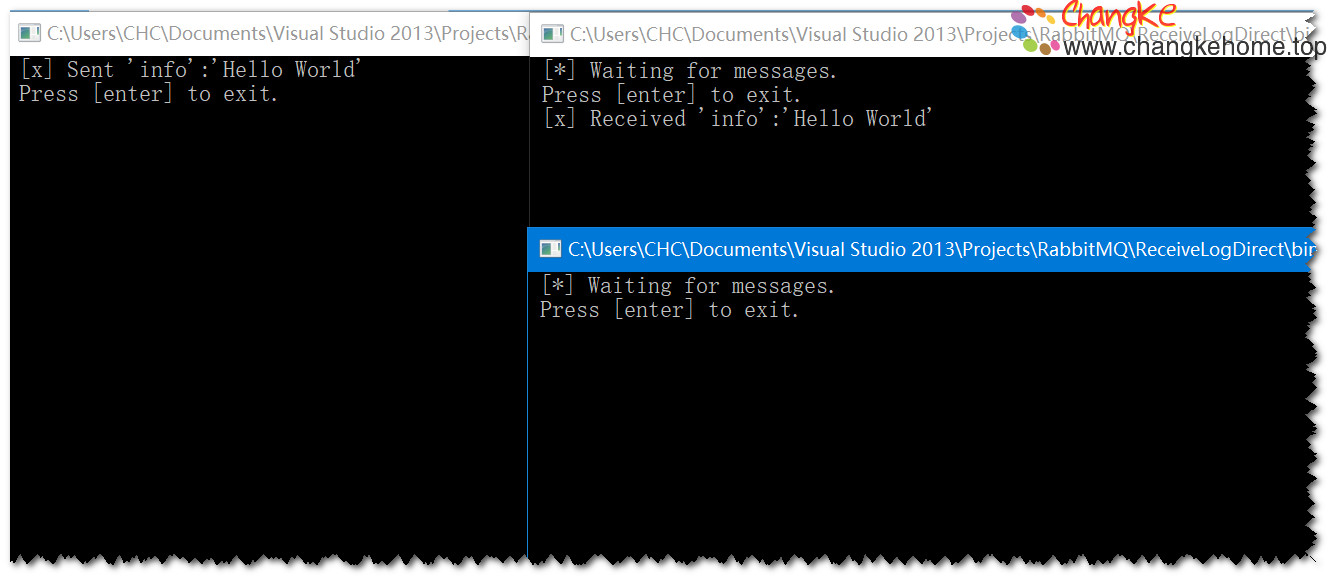 C:\Users\CHC\Documents\Visual Studio 2013\Projects\Ra
[x] Sent 'info':'Hello World'
Press [enter] to exit.
C:\Users\CHC\Documents\Visual Studio 2013\Projects\RabbitMQ\ReceiveLogDirect\bi
[*] Waiting for messages.
Press [enter] to exit.
[x] Received 'info':'Hello World'
Changke
www.changkehome.top
C:\Users\CHC\Documents\Visual Studio 2013\Projects\RabbitMQ\ReceiveLogDirect\bin
[*] Waiting for messages.
Press [enter] to exit.